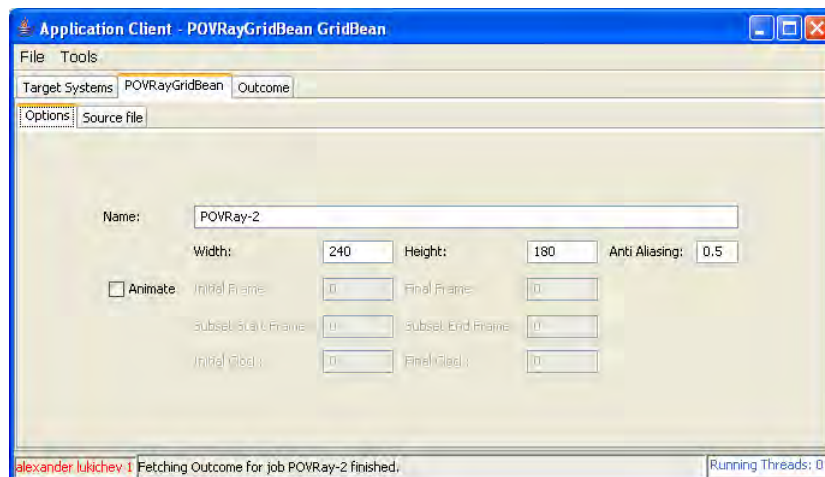 Application Client - POVRayGridBean GridBean
File Tools
Target Systems POVRayGridBean Outcome
Options Source file
Name: POVRay-2
Width: 240 Height: 180 Anti Aliasing: 0.5
Animate Initial Frame 0 Final Frame 0
Subset Start Frame 0 Subset End Frame 0
Initial Clock: 0 Final Clock: 0
alexander lukichev 1 Fetching Outcome for job POVRay-2 finished. Running Threads: 0